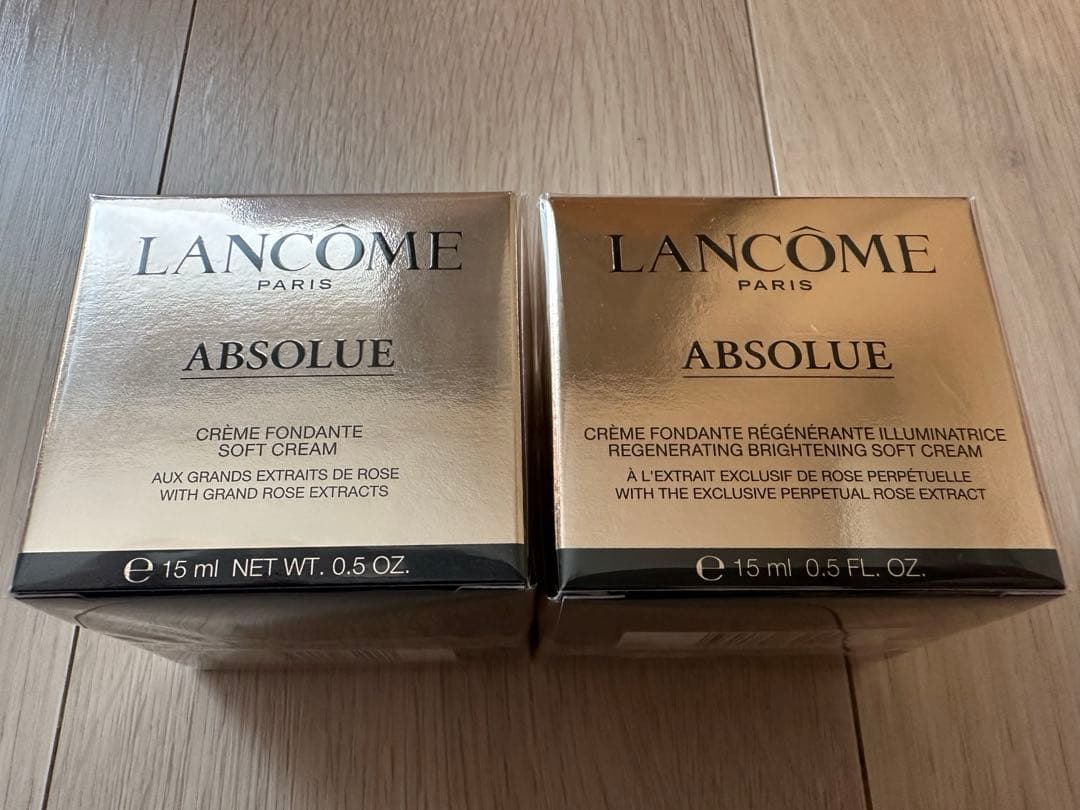 LANCÔME
PARIS
ABSOLUE
CRÈME FONDANTE
SOFT CREAM
AUX GRANDS EXTRAITS DE ROSE
WITH GRAND ROSE EXTRACTS
℮ 15 ml NET WT. 0.5 OZ.
LANCÔME
PARIS
ABSOLUE
CRÈME FONDANTE RÉGÉNÉRANTE ILLUMINATRICE
REGENERATING BRIGHTENING SOFT CREAM
À L'EXTRAIT EXCLUSIF DE ROSE PERPÉTUELLE
WITH THE EXCLUSIVE PERPETUAL ROSE EXTRACT
℮ 15 ml 0.5 FL. OZ.